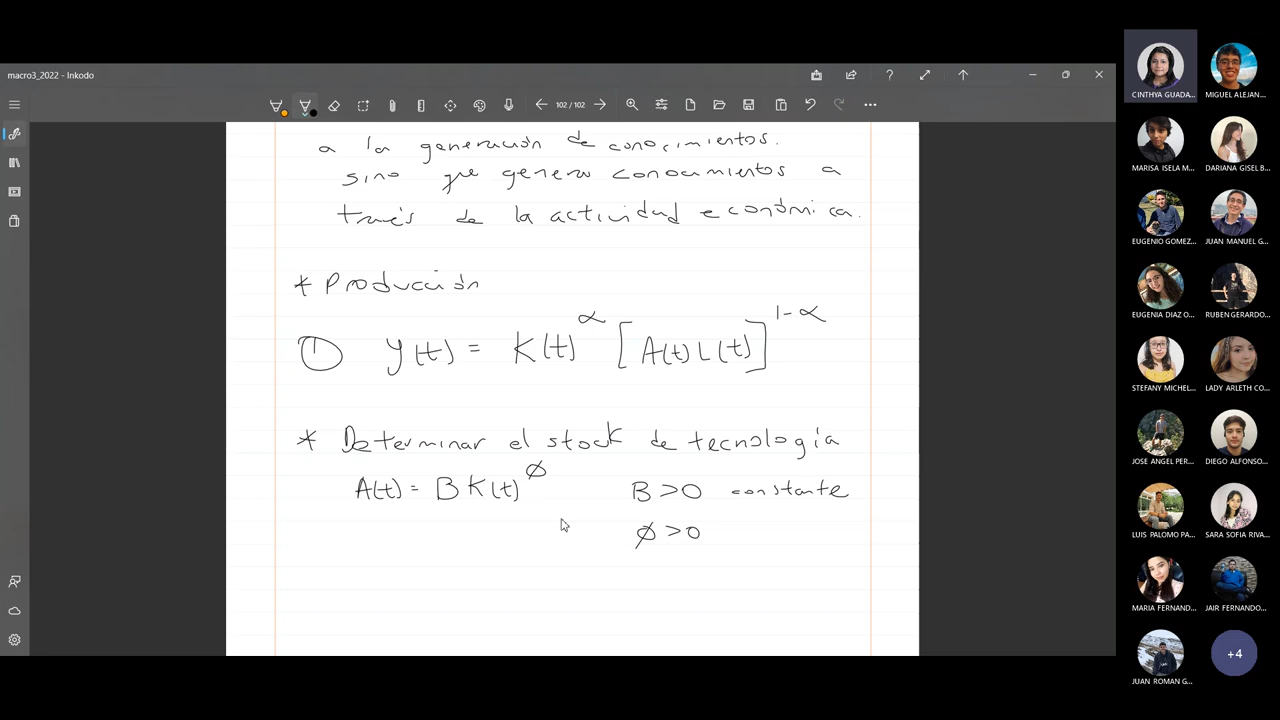 macro3_2022 - Inkodo
102 / 102
a la generación de conocimientos.
sino que genera conocimientos a
través de la actividad económica.
* Producción
① Y(t) = K(t)^α [A(t)L(t)]^1-α
* Determinar el stock de tecnología
A(t) = B K(t)^ø B > 0 constante
ø > 0
CINTHYA GUADA...
MIGUEL ALEJAN...
MARISA ISELA M...
DARIANA GISEL B...
EUGENIO GOMEZ...
JUAN MANUEL G...
EUGENIA DIAZ O...
RUBEN GERARDO...
STEFANY MICHEL...
LADY ARLETH CO...
JOSE ANGEL PER...
DIEGO ALFONSO...
LUIS PALOMO PA...
SARA SOFIA RIVA...
MARIA FERNAND...
JAIR FERNANDO...
JUAN ROMAN G...
+4